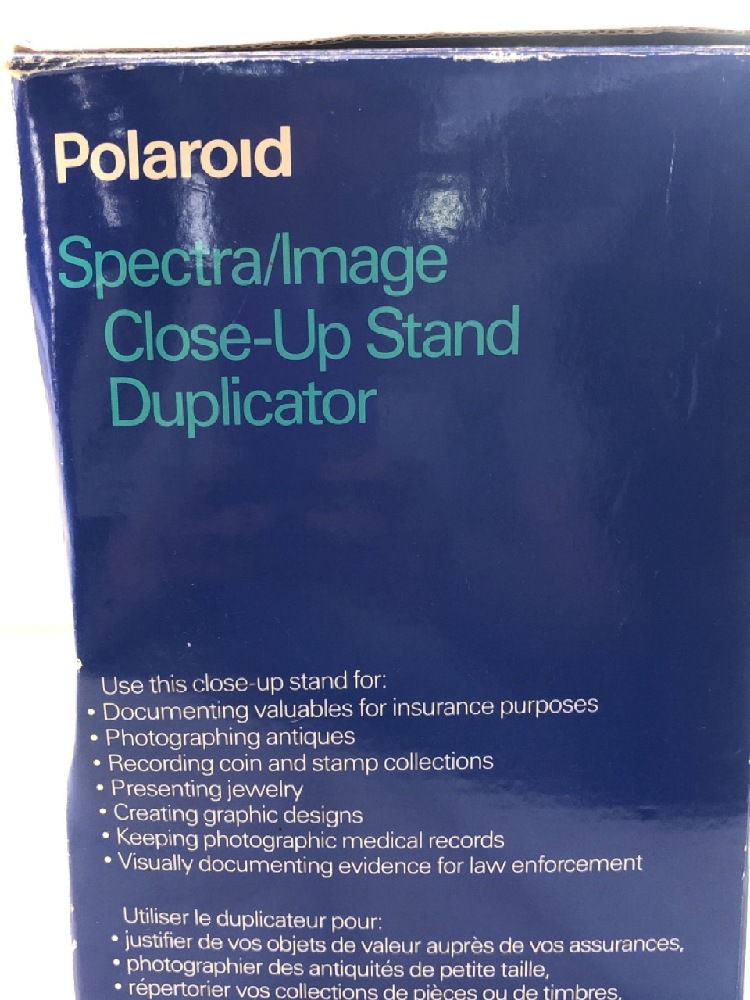 Polaroid
Spectra/Image
Close-Up Stand
Duplicator
Use this close-up stand for:
• Documenting valuables for insurance purposes
• Photographing antiques
• Recording coin and stamp collections
• Presenting jewelry
• Creating graphic designs
• Keeping photographic medical records
• Visually documenting evidence for law enforcement
Utiliser le duplicateur pour:
• justifier de vos objets de valeur auprès de vos assurances,
• photographier des antiquités de petite taille,
• répertorier vos collections de pièces ou de timbres,